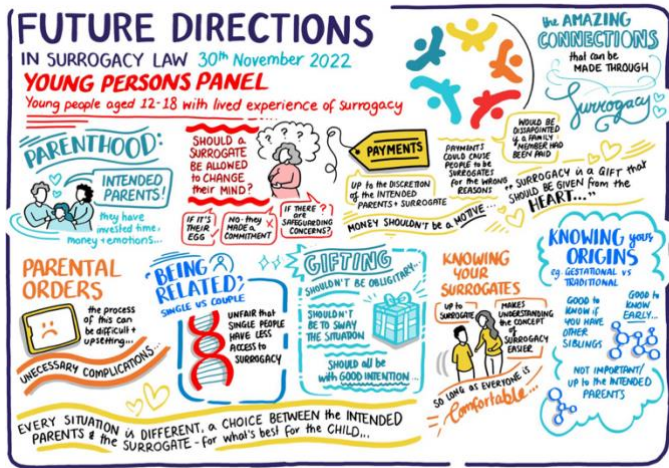 FUTURE DIRECTIONS
IN SURROGACY LAW 30th November 2022
YOUNG PERSONS PANEL
Young people aged 12-18 with lived experience of surrogacy
the AMAZING
CONNECTIONS
that can be
MADE THROUGH
Surrogacy
PARENTHOOD:
INTENDED
PARENTS!
they have
invested time,
money + emotions...
SHOULD a
SURROGATE
BE ALLOWED
to CHANGE
their MIND?
? ? ? ?
IF IT'S
THEIR
EGG ✓
NO - they
MADE a
COMMITMENT
X
IF THERE ?
are
SAFEGUARDING
CONCERNS?
PAYMENTS
UP to the DISCRETION
of the INTENDED
PARENTS + SURROGATE
PAYMENTS
COULD CAUSE
PEOPLE to BE
SURROGATES
for the WRONG
REASONS
WOULD BE
DISSAPOINTED
is a FAMILY
MEMBER HAD
BEEN PAID
MONEY SHOULDN'T BE a MOTIVE...
"SURROGACY is a GIFT that
SHOULD BE GIVEN from the
HEART..."
PARENTAL
ORDERS
the process
of this can
be difficult +
upsetting...
UNECESSARY COMPLICATIONS...
'BEING
RELATED;
SINGLE VS COUPLE
UNFAIR that
SINGLE PEOPLE
HAVE LESS
ACCESS to
SURROGACY
GIFTING
SHOULDN'T BE OBLIGITARY...
SHOULDN'T
BE to SWAY
THE SITUATION
SHOULD all be
with GOOD INTENTION...
KNOWING
YOUR
SURROGATES
UP to
SURROGATE
MAKES
UNDERSTANDING
the CONCEPT
of SURROGACY
EASIER
SO LONG as EVERYONE is
Comfortable...
KNOWING your
ORIGINS
eg. GESTATIONAL vs
TRADITIONAL
GOOD to
KNOW if
YOU HAVE
OTHER
SIBLINGS
GOOD to
KNOW
EARLY...
NOT IMPORTANT/
up to the INTENDED
PARENTS
EVERY SITUATION is DIFFERENT, a CHOICE BETWEEN the INTENDED
PARENTS & the SURROGATE - for WHAT'S BEST for the CHILD...